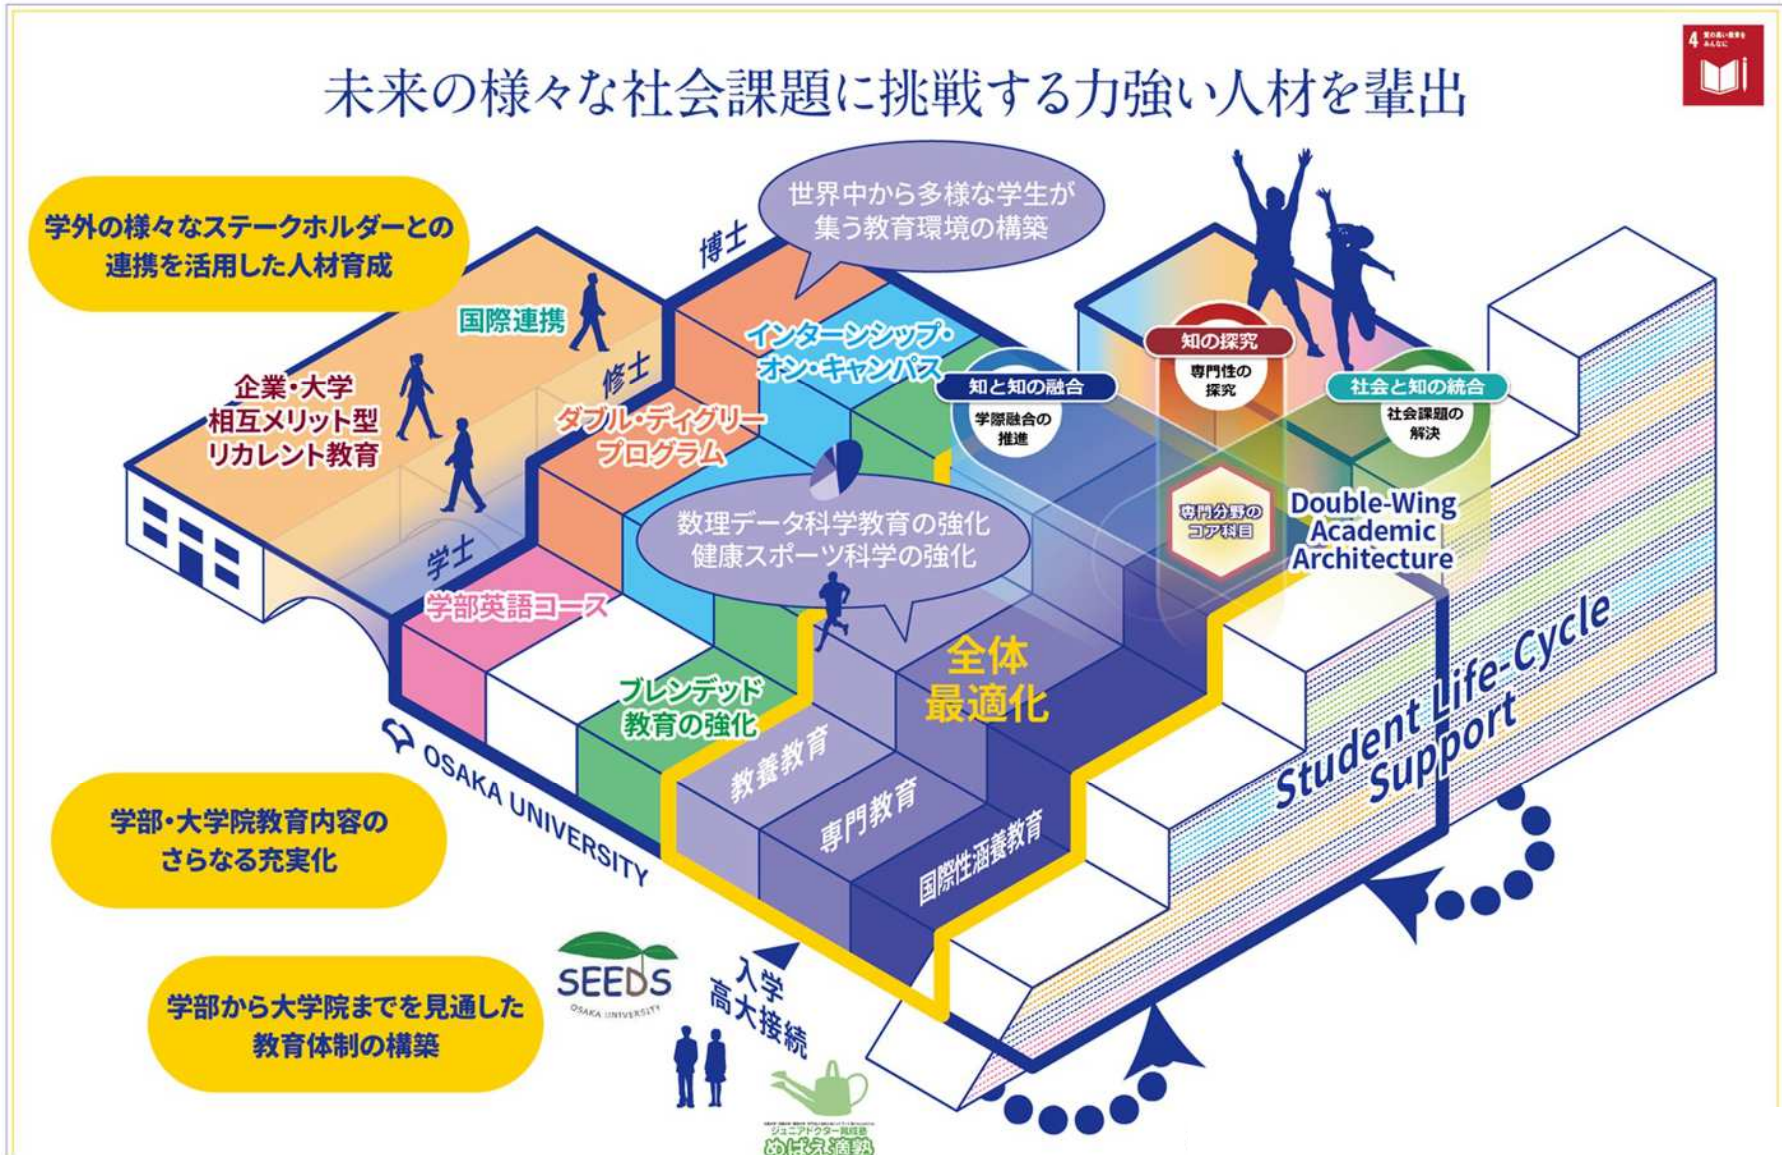 未来の様々な社会課題に挑戦する力強い人材を輩出
4 質の高い教育を
みんなに
学外の様々なステークホルダーとの
連携を活用した人材育成
世界中から多様な学生が
集う教育環境の構築
博士
修士
学士
国際連携
企業・大学
相互メリット型
リカレント教育
インターンシップ・
オン・キャンパス
ダブル・ディグリー
プログラム
学部英語コース
知と知の融合
学際融合の
推進
知の探究
専門性の
探究
社会と知の統合
社会課題の
解決
専門分野の
コア科目
Double-Wing
Academic
Architecture
数理データ科学教育の強化
健康スポーツ科学の強化
全体
最適化
ブレンデッド
教育の強化
教養教育
専門教育
国際性涵養教育
Student Life-Cycle
Support
OSAKA UNIVERSITY
学部・大学院教育内容の
さらなる充実化
学部から大学院までを見通した
教育体制の構築
SEEDS
OSAKA UNIVERSITY
入学
高大接続
ジュニアドクター育成塾
めばえ適塾